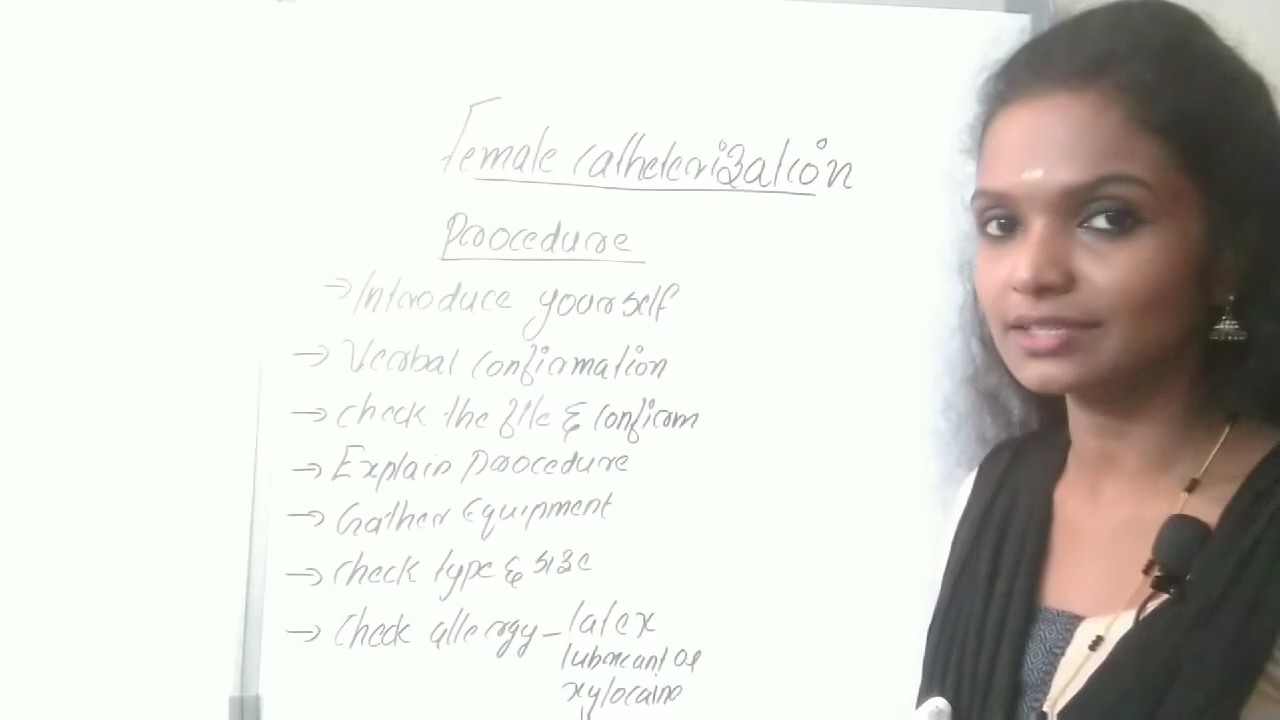 Female Catheterization
Procedure
→ Introduce yourself
→ Verbal confirmation
→ check the file & confirm
→ Explain procedure
→ Gather Equipment
→ check type & size
→ Check allergy - latex
lubricant or
xylocaine